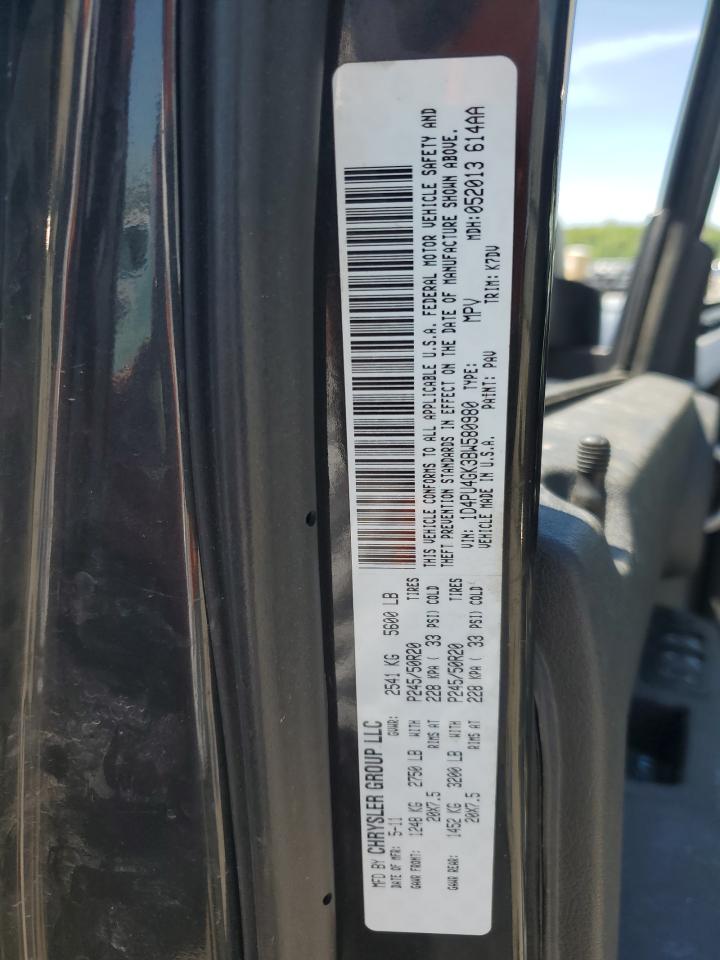 MFD BY CHRYSLER GROUP LLC
DATE OF MFR: 5-11 GVWR: 2541 KG 5600 LB
GAWR FRONT: 1248 KG 2750 LB WITH P245/50R20 TIRES
20X7.5 RIMS AT 228 KPA ( 33 PSI) COLD
GAWR REAR: 1452 KG 3200 LB WITH P245/50R20 TIRES
20X7.5 RIMS AT 228 KPA ( 33 PSI) COLD
THIS VEHICLE CONFORMS TO ALL APPLICABLE U.S.A. FEDERAL MOTOR VEHICLE SAFETY AND
THEFT PREVENTION STANDARDS IN EFFECT ON THE DATE OF MANUFACTURE SHOWN ABOVE.
VIN: 1D4PU4GK3BW580980 TYPE: MPV MDH:052013 614AA
VEHICLE MADE IN U.S.A. PAINT: PAV TRIM: K7DV